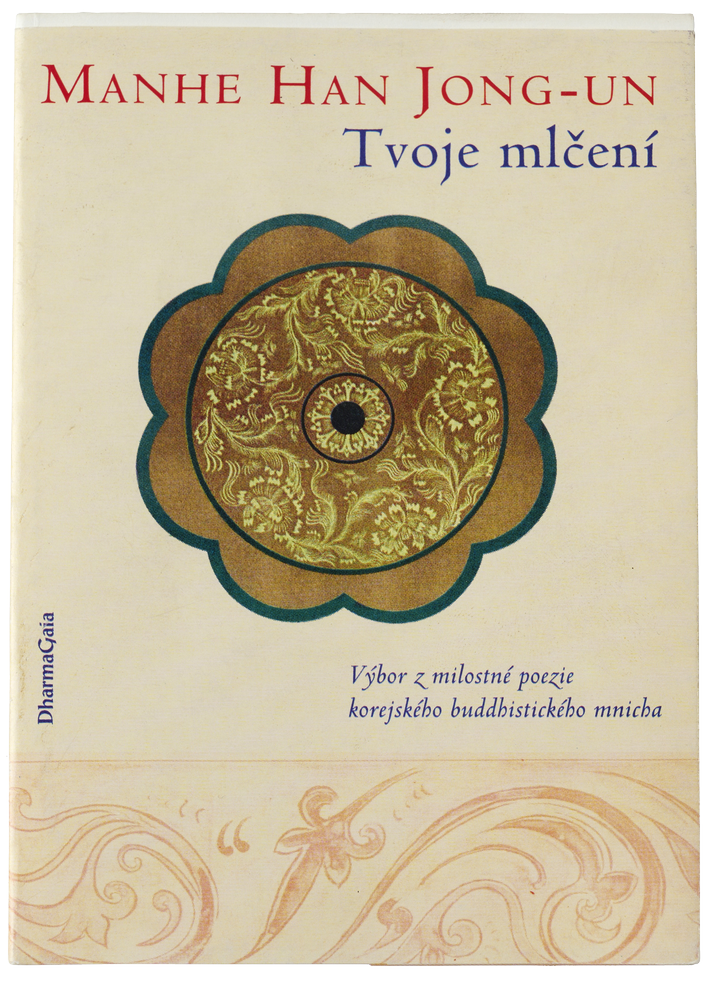 Manhe Han Jong-un
Tvoje mlčení
DharmaGaia
Výbor z milostné poezie
korejského buddhistického mnicha